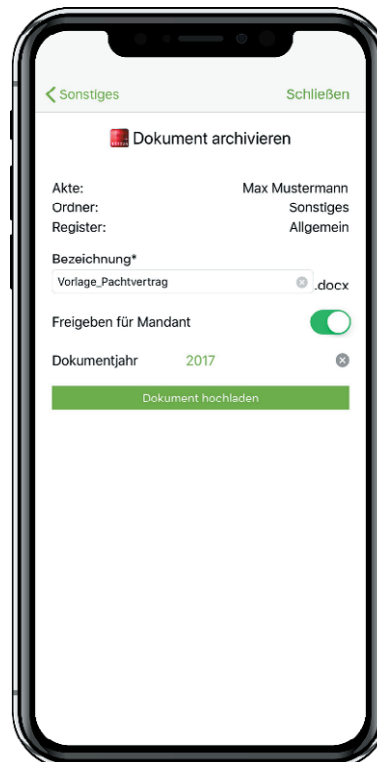 Sonstiges Schließen
Dokument archivieren
Akte: Max Mustermann
Ordner: Sonstiges
Register: Allgemein
Bezeichnung*
Vorlage_Pachtvertrag .docx
Freigeben für Mandant
Dokumentjahr 2017
Dokument hochladen